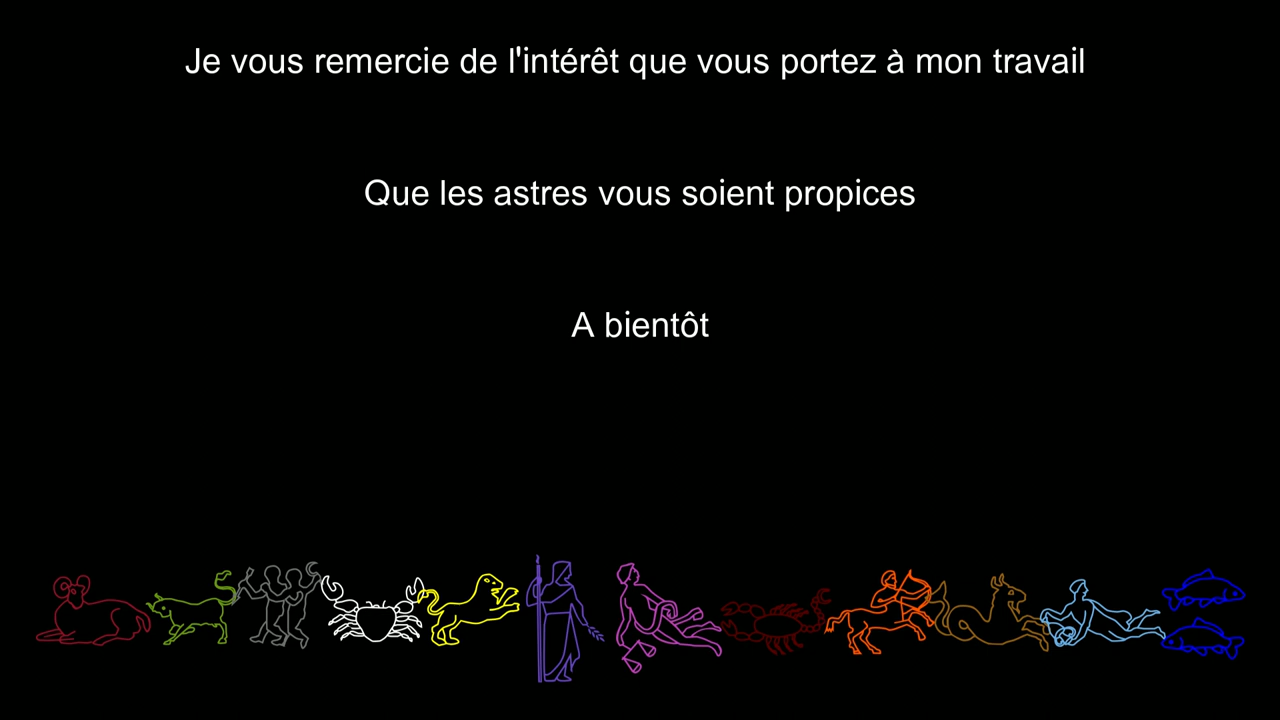 Je vous remercie de l'intérêt que vous portez à mon travail
Que les astres vous soient propices
A bientôt